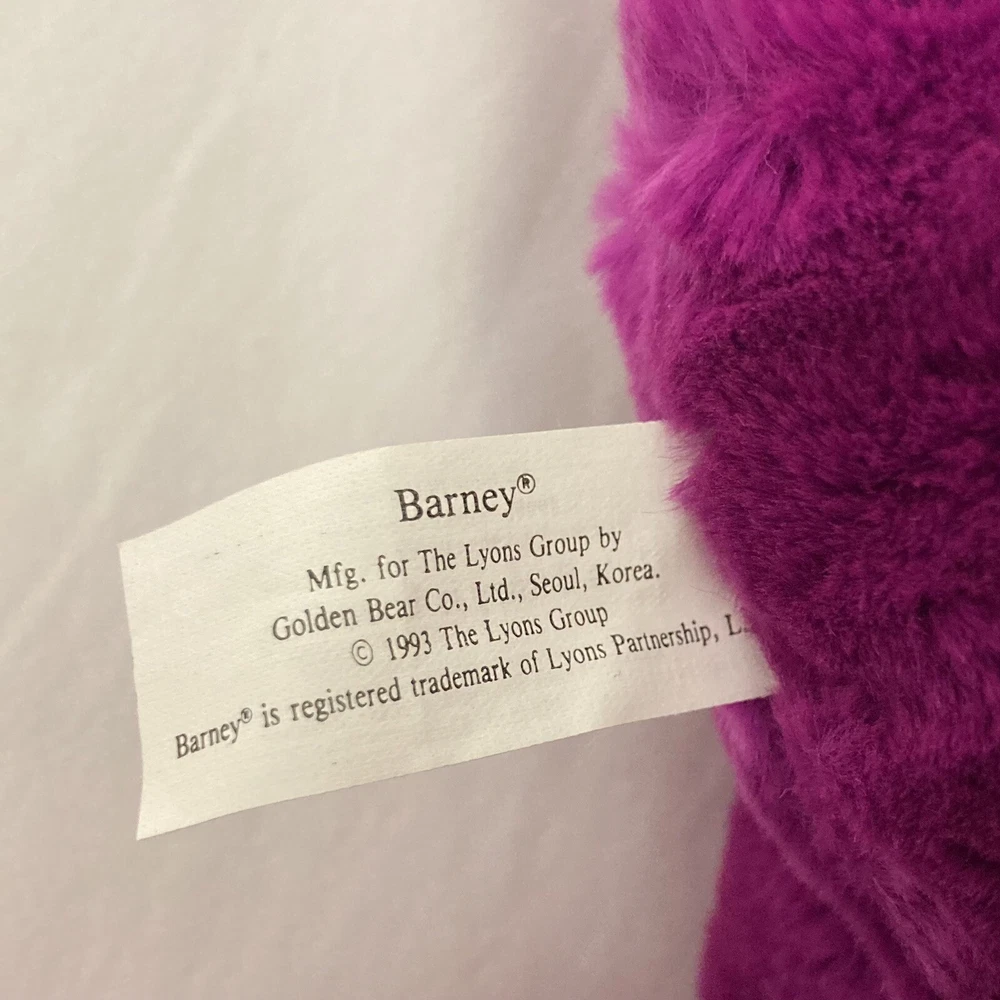 Barney®
Mfg. for The Lyons Group by
Golden Bear Co., Ltd., Seoul, Korea.
© 1993 The Lyons Group
Barney® is registered trademark of Lyons Partnership,